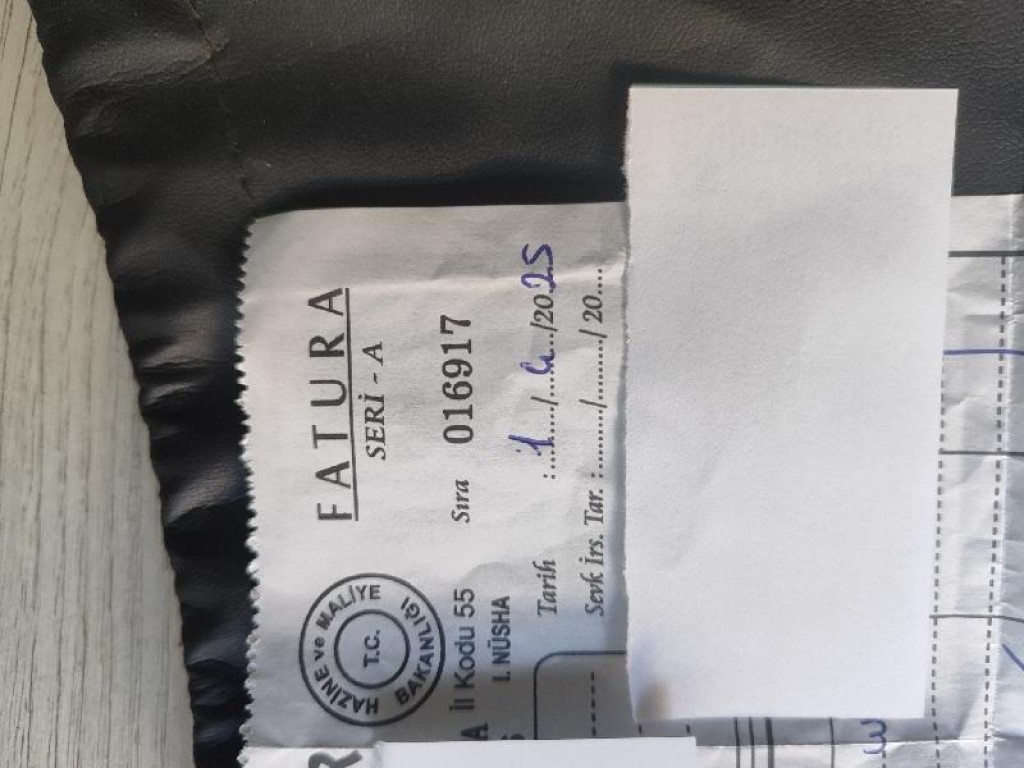 HAZİNE ve MALİYE BAKANLIĞI
T.C.
FATURA
SERİ - A
İl Kodu 55
Sıra 016917
I. NÜSHA
Tarih :...1.../...4.../2025
Sevk İrs. Tar. :........../........../ 20....